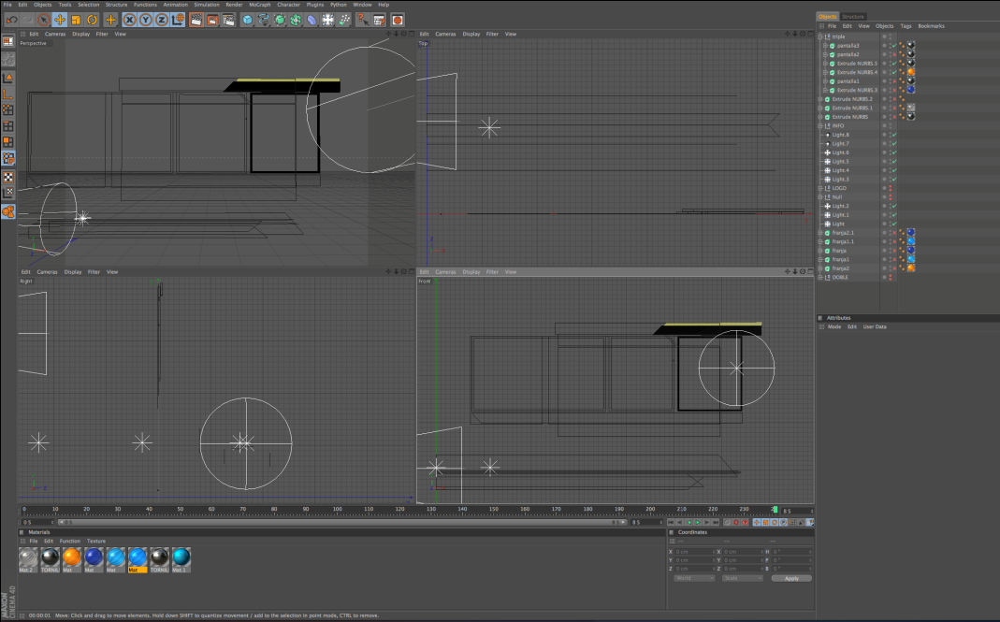 File Edit Objects Tools Selection Structure Functions Animation Simulation Render MoGraph Character Plugins Python Window Help
Objects Structure
File Edit View Objects Tags Bookmarks
Edit Cameras Display Filter View
Perspective
Edit Cameras Display Filter View
Top
triple
pantalla3
pantalla2
Extrude NURBS.5
Extrude NURBS.4
pantalla1
Extrude NURBS.3
Extrude NURBS.2
Extrude NURBS.1
Extrude NURBS
INFO
Light.8
Light.7
Light.6
Light.5
Light.4
Light.3
LOGO
Null
Light.2
Light.1
Light
franja2.1
franja1.1
franja
franja1
franja2
DOBLE
Edit Cameras Display Filter View
Right
Edit Cameras Display Filter View
Front
Attributes
Mode Edit User Data
0 10 20 30 40 50 60 70 80 90 100 110 120 130 140 150 160 170 180 190 200 210 220 230
8 S
0 S
0 S
8 S
8 S
Materials
File Edit Function Texture
Mat.2 TORNIL Mat Mat Mat Mat TORNIL Mat.1
Coordinates
X 0 cm X 0 cm H 0 °
Y 0 cm Y 0 cm P 0 °
Z 0 cm Z 0 cm B 0 °
World Scale Apply
MAXON
CINEMA 4D
00:00:01 Move: Click and drag to move elements. Hold down SHIFT to quantize movement / add to the selection in point mode, CTRL to remove.